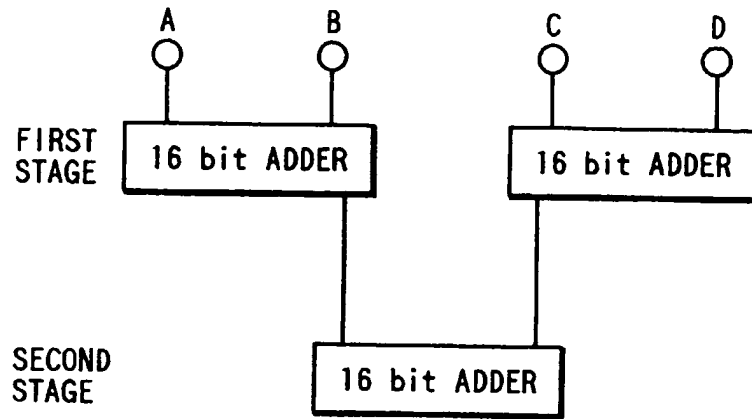 A B C D
FIRST STAGE
16 bit ADDER
16 bit ADDER
SECOND STAGE
16 bit ADDER